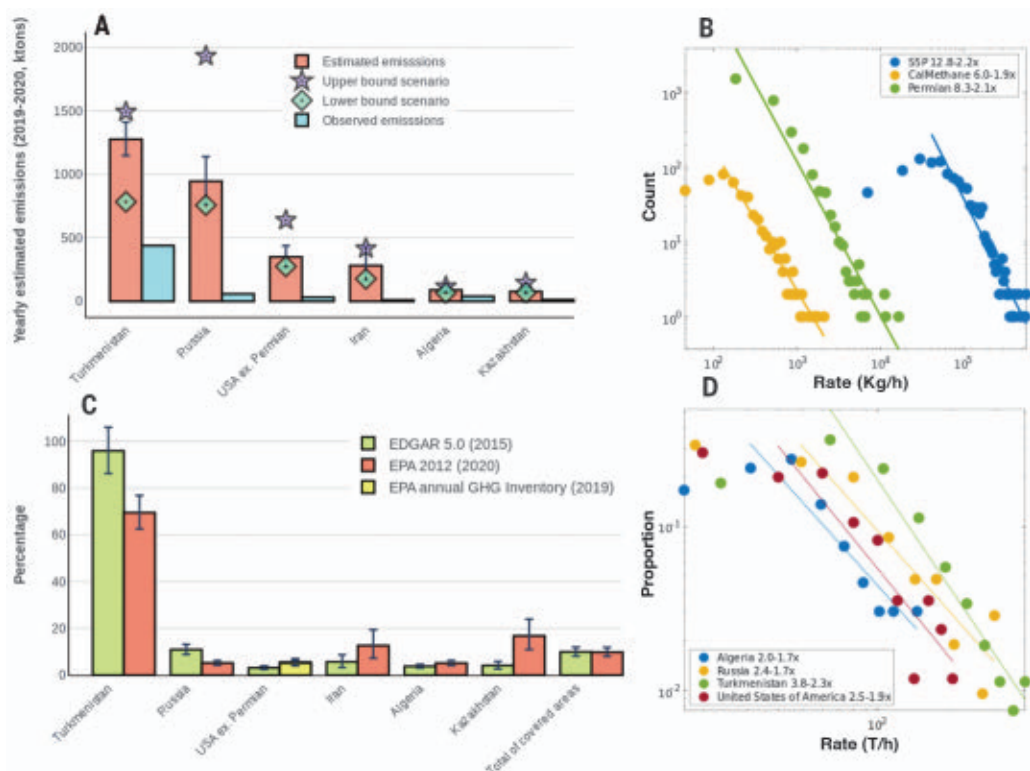 A
Yearly estimated emissions (2019-2020, ktons)
2000
1500
1000
500
0
Estimated emisssions
Upper bound scenario
Lower bound scenario
Observed emisssions
Turkmenistan
Russia
USA ex. Permian
Iran
Algeria
Kazakhstan
B
Count
10³
10²
10¹
10⁰
S5P 12.8-2.2x
CalMethane 6.0-1.9x
Permian 8.3-2.1x
10² 10³ 10⁴ 10⁵
Rate (Kg/h)
C
Percentage
100
80
60
40
20
0
EDGAR 5.0 (2015)
EPA 2012 (2020)
EPA annual GHG Inventory (2019)
Turkmenistan
Russia
USA ex. Permian
Iran
Algeria
Kazakhstan
Total of covered areas
D
Proportion
10⁻¹
10⁻²
Algeria 2.0-1.7x
Russia 2.4-1.7x
Turkmenistan 3.8-2.3x
United States of America 2.5-1.9x
10²
Rate (T/h)